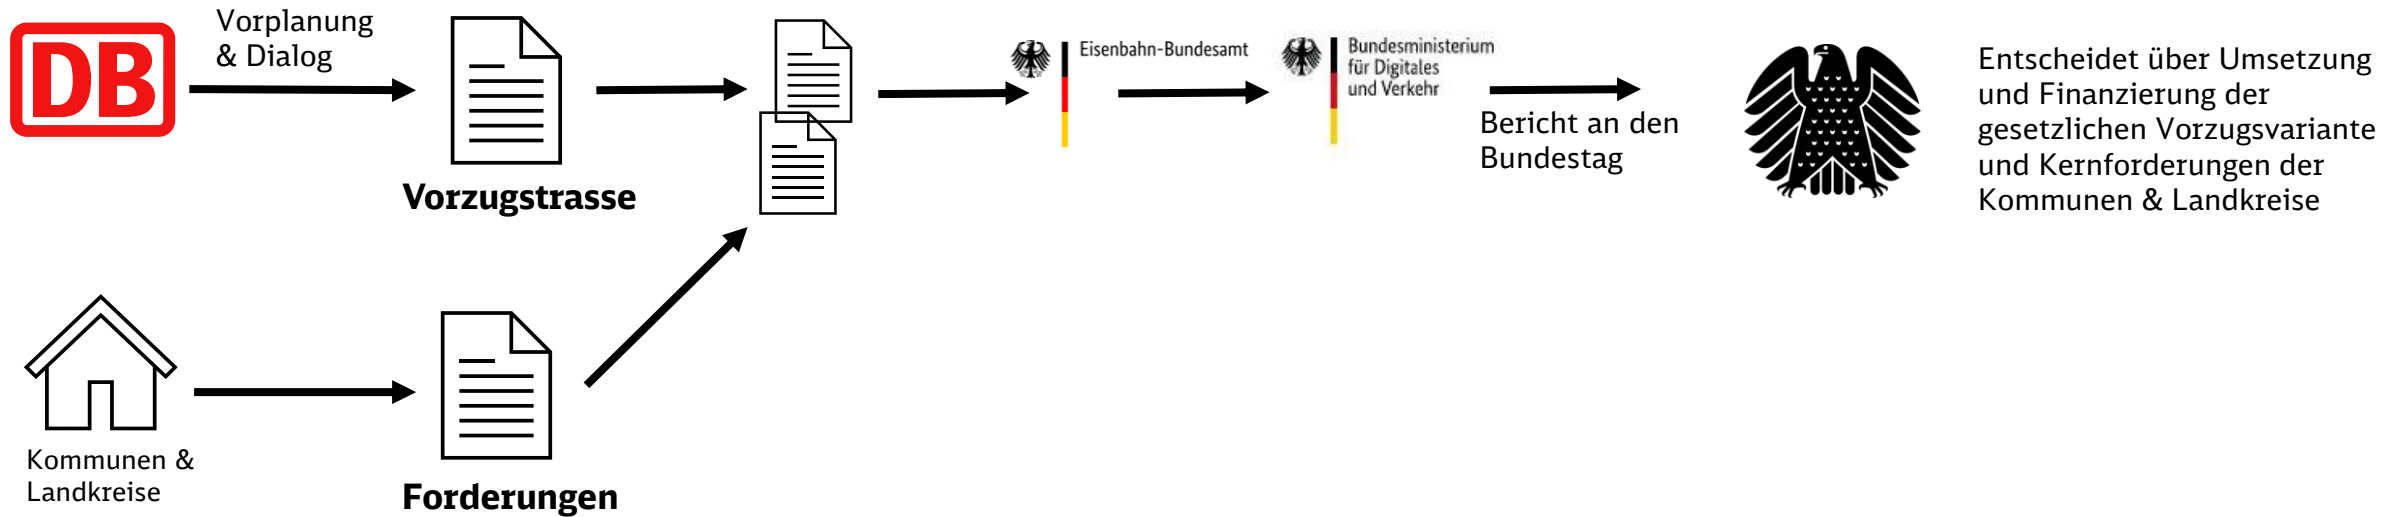 DB
Vorplanung
& Dialog
Vorzugstrasse
Eisenbahn-Bundesamt
Bundesministerium
für Digitales
und Verkehr
Bericht an den
Bundestag
Entscheidet über Umsetzung
und Finanzierung der
gesetzlichen Vorzugsvariante
und Kernforderungen der
Kommunen & Landkreise
Kommunen &
Landkreise
Forderungen